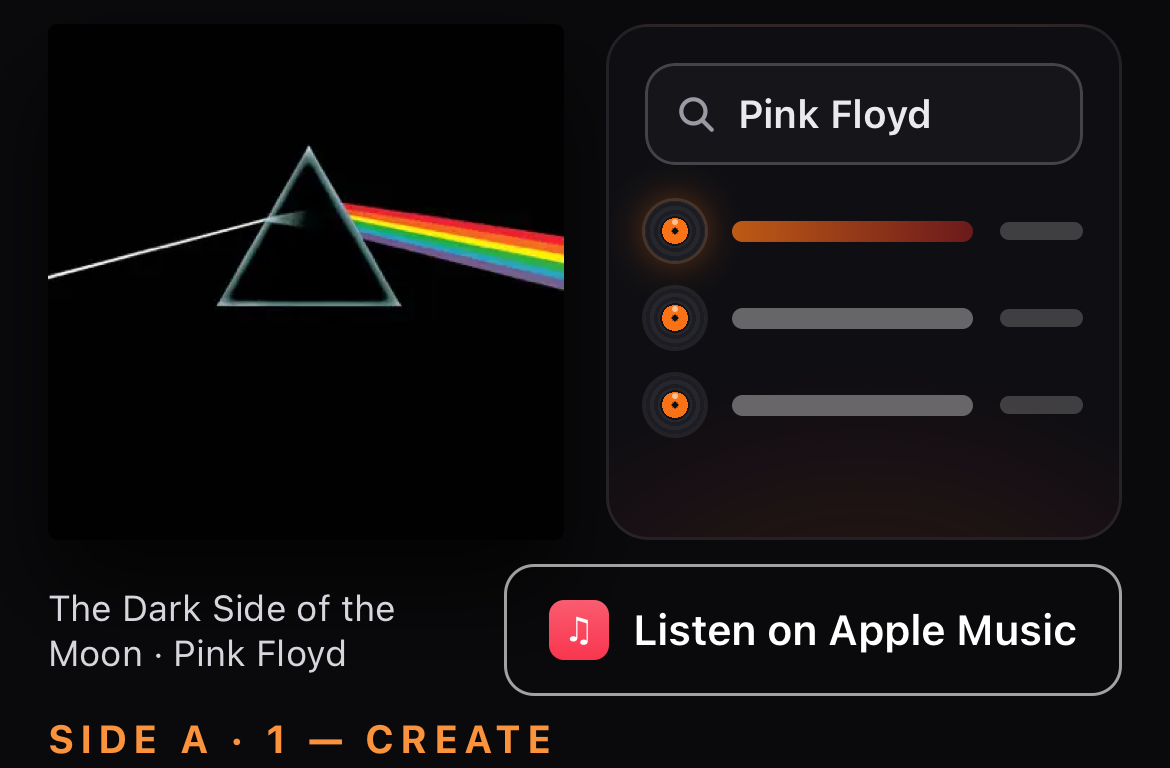 Pink Floyd
The Dark Side of the
Moon · Pink Floyd
Listen on Apple Music
SIDE A · 1 — CREATE